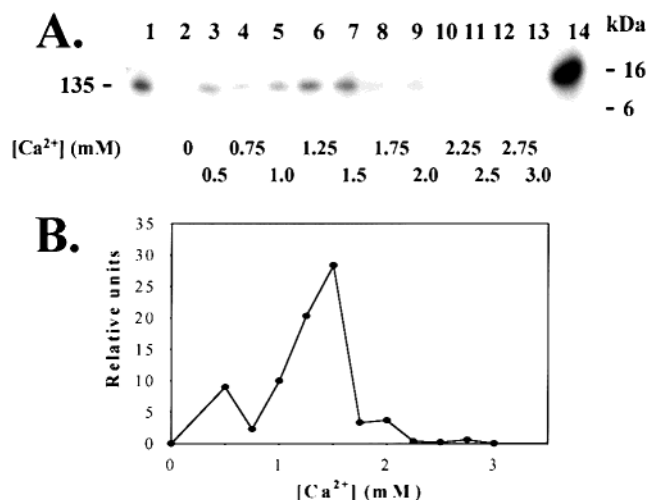 A. 1 2 3 4 5 6 7 8 9 10 11 12 13 14 kDa
135 - - 16
- 6
[Ca²⁺] (mM) 0 0.75 1.25 1.75 2.25 2.75
0.5 1.0 1.5 2.0 2.5 3.0
B.
35
30
25
20
15
10
5
0
Relative units
0 1 2 3
[Ca²⁺] (mM)